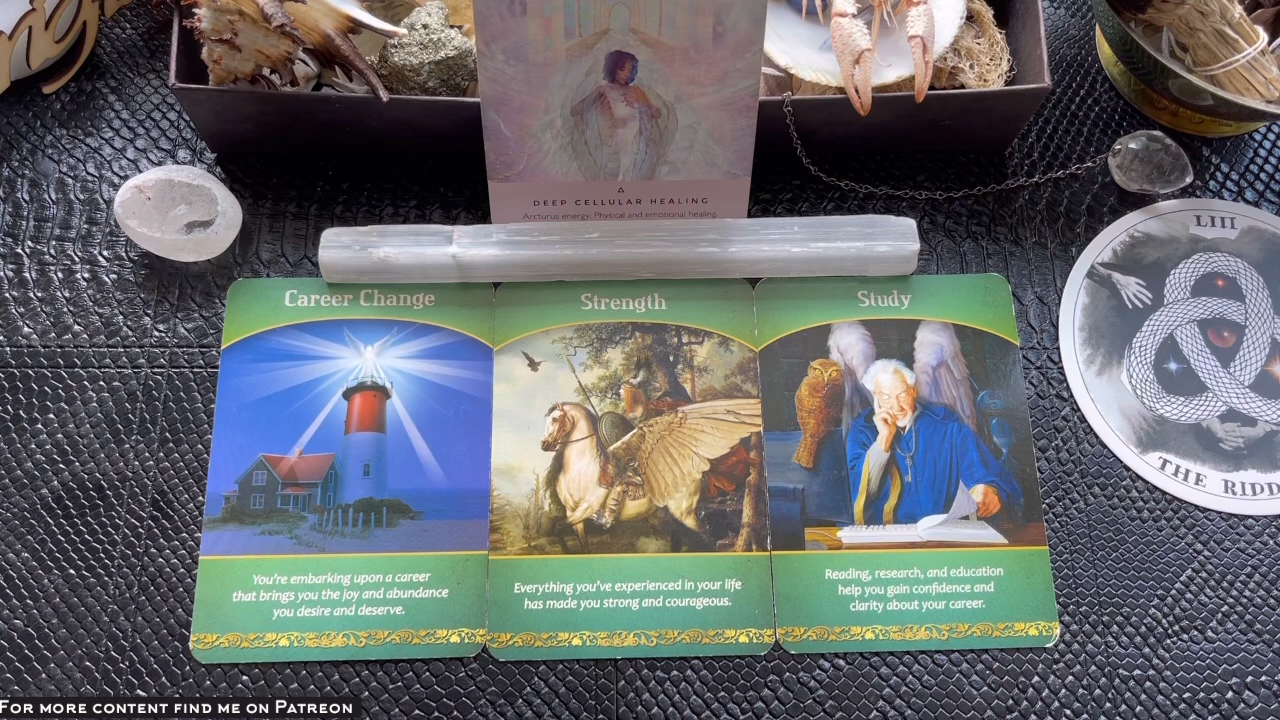 DEEP CELLULAR HEALING
Arcturus energy. Physical and emotional healing.
LIII
THE RIDD
Career Change
You're embarking upon a career
that brings you the joy and abundance
you desire and deserve.
Strength
Everything you've experienced in your life
has made you strong and courageous.
Study
Reading, research, and education
help you gain confidence and
clarity about your career.
FOR MORE CONTENT FIND ME ON PATREON